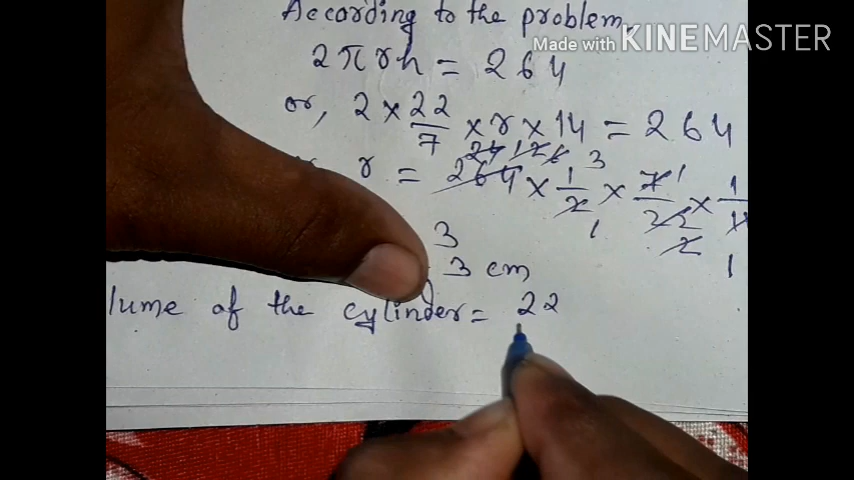 According to the problem
Made with KINEMASTER
2πrh = 264
or, 2 × 22/7 × r × 14 = 264
r = 264 × 1/2 × 7/22 × 1/
3
3 cm
lume of the cylinder = 22